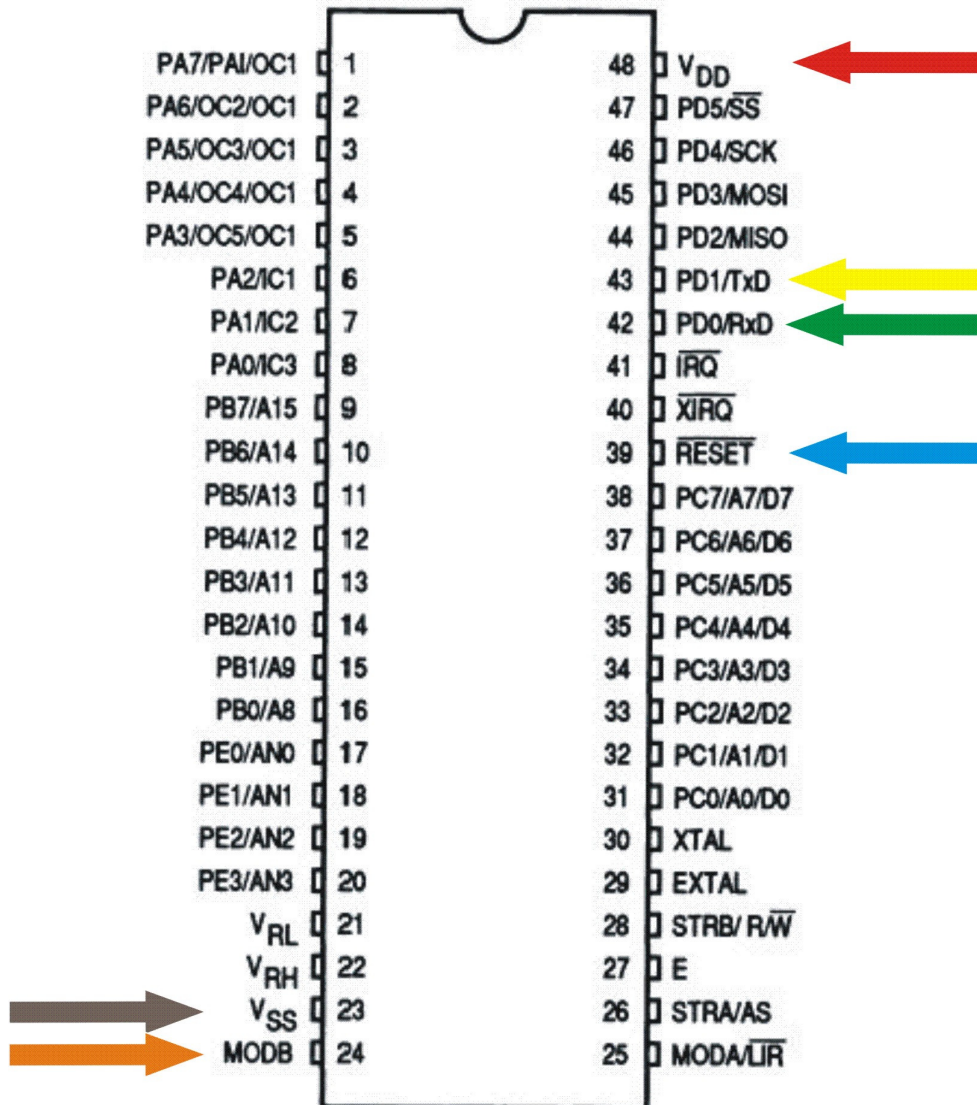 PA7/PAI/OC1 1 48 VDD
PA6/OC2/OC1 2 47 PD5/S̅S̅
PA5/OC3/OC1 3 46 PD4/SCK
PA4/OC4/OC1 4 45 PD3/MOSI
PA3/OC5/OC1 5 44 PD2/MISO
PA2/IC1 6 43 PD1/TxD
PA1/IC2 7 42 PD0/RxD
PA0/IC3 8 41 I̅R̅Q̅
PB7/A15 9 40 X̅I̅R̅Q̅
PB6/A14 10 39 R̅E̅S̅E̅T̅
PB5/A13 11 38 PC7/A7/D7
PB4/A12 12 37 PC6/A6/D6
PB3/A11 13 36 PC5/A5/D5
PB2/A10 14 35 PC4/A4/D4
PB1/A9 15 34 PC3/A3/D3
PB0/A8 16 33 PC2/A2/D2
PE0/AN0 17 32 PC1/A1/D1
PE1/AN1 18 31 PC0/A0/D0
PE2/AN2 19 30 XTAL
PE3/AN3 20 29 EXTAL
VRL 21 28 STRB/ R/W̅
VRH 22 27 E
VSS 23 26 STRA/AS
MODB 24 25 MODA/L̅I̅R̅